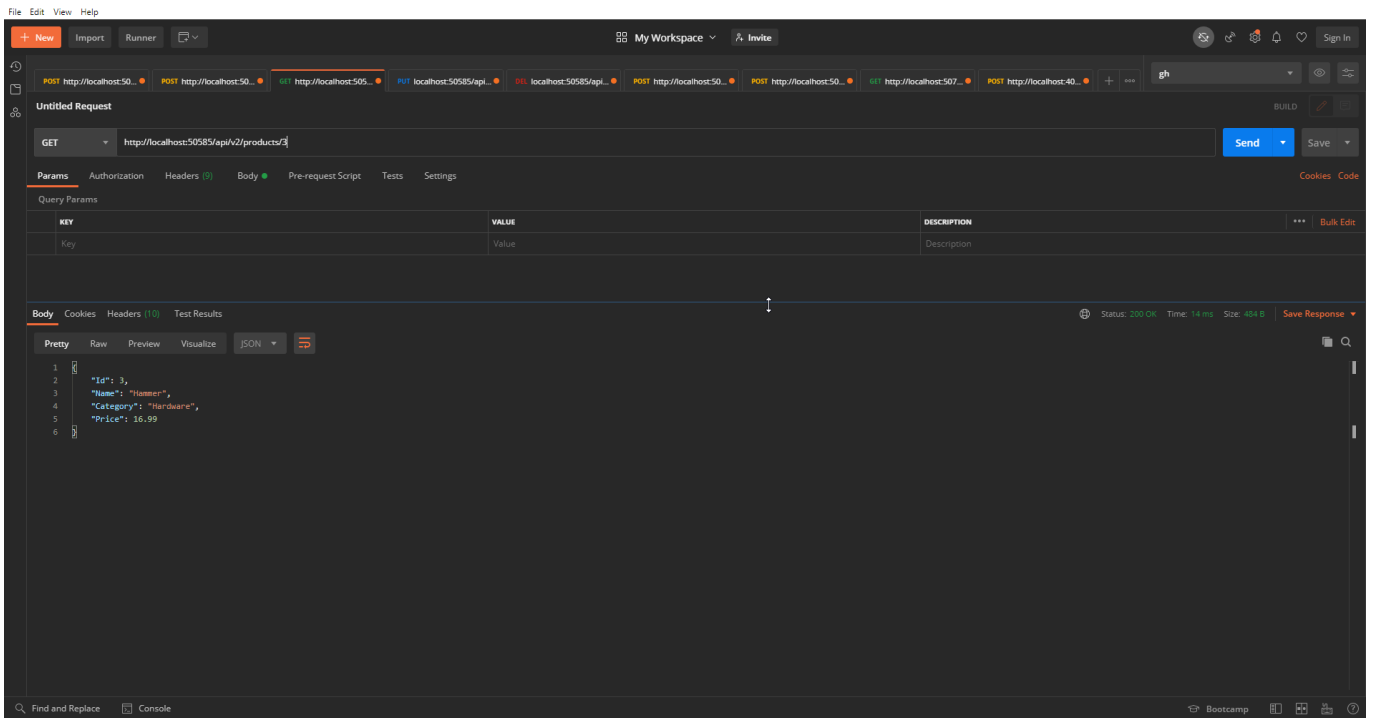 File Edit View Help
+ New Import Runner My Workspace Invite Sign In
POST http://localhost:50... POST http://localhost:50... GET http://localhost:505... PUT localhost:50585/api... DEL localhost:50585/api... POST http://localhost:50... POST http://localhost:50... GET http://localhost:507... POST http://localhost:40... + ooo gh
Untitled Request BUILD
GET http://localhost:50585/api/v2/products/3 Send Save
Params Authorization Headers (9) Body Pre-request Script Tests Settings Cookies Code
Query Params
KEY VALUE DESCRIPTION ••• Bulk Edit
Key Value Description
Body Cookies Headers (10) Test Results Status: 200 OK Time: 14 ms Size: 484 B Save Response
Pretty Raw Preview Visualize JSON
1 {
2 "Id": 3,
3 "Name": "Hammer",
4 "Category": "Hardware",
5 "Price": 16.99
6 }
Find and Replace Console Bootcamp